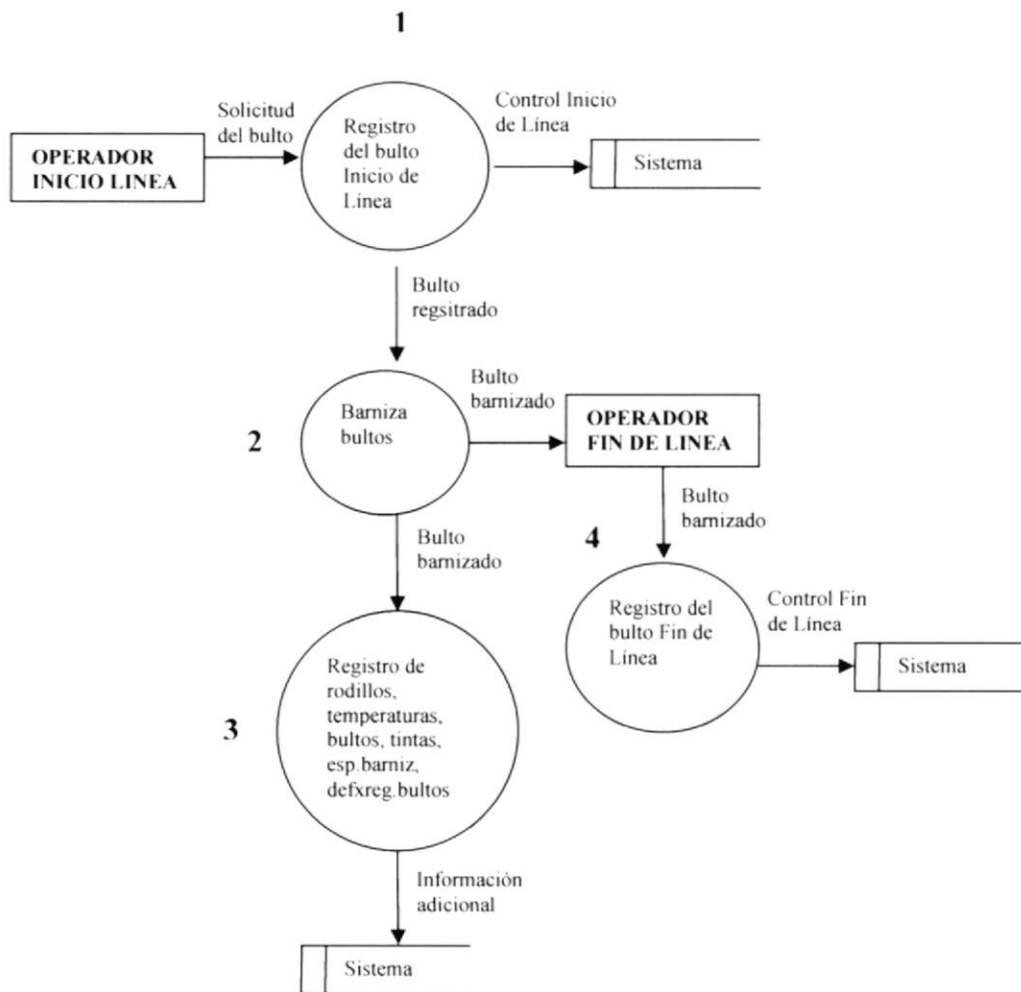 1
Solicitud
del bulto
Control Inicio
de Línea
OPERADOR
INICIO LINEA
Registro
del bulto
Inicio de
Línea
Sistema
Bulto
regsitrado
2
Barniza
bultos
Bulto
barnizado
OPERADOR
FIN DE LINEA
Bulto
barnizado
Bulto
barnizado
4
Registro del
bulto Fin de
Línea
Control Fin
de Línea
Sistema
3
Registro de
rodillos,
temperaturas,
bultos, tintas,
esp.barniz,
defxreg.bultos
Información
adicional
Sistema